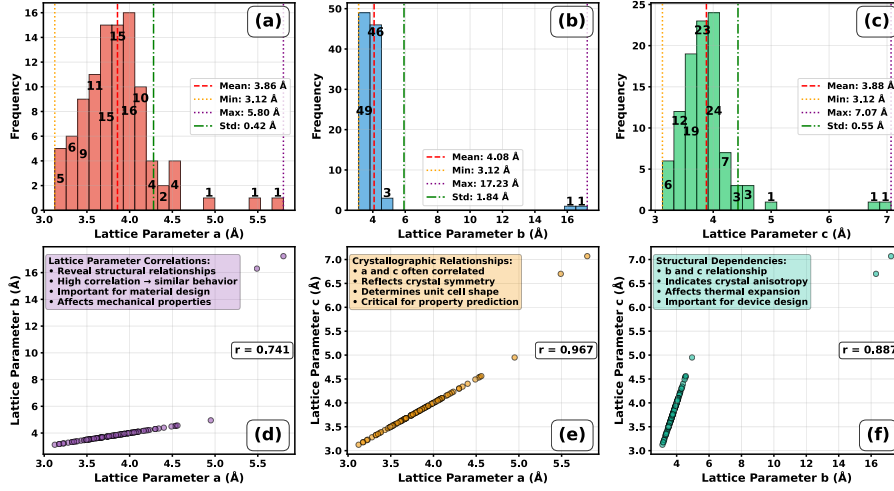 (a)
16
14
12
10
8
6
4
2
0
Frequency
5
6
9
11
15
15
16
10
4
2
4
1
1
1
Mean: 3.86 Å
Min: 3.12 Å
Max: 5.80 Å
Std: 0.42 Å
3.0
3.5
4.0
4.5
5.0
5.5
Lattice Parameter a (Å)
(b)
50
40
30
20
10
0
49
46
3
1
1
Mean: 4.08 Å
Min: 3.12 Å
Max: 17.23 Å
Std: 1.84 Å
4
6
8
10
12
14
16
Lattice Parameter b (Å)
(c)
25
20
15
10
5
0
Frequency
6
12
19
23
24
7
3
3
1
1
1
Mean: 3.88 Å
Min: 3.12 Å
Max: 7.07 Å
Std: 0.55 Å
3
4
5
6
7
Lattice Parameter c (Å)
Lattice Parameter b (Å)
16
14
12
10
8
6
4
Lattice Parameter Correlations:
• Reveal structural relationships
• High correlation → similar behavior
• Important for material design
• Affects mechanical properties
r = 0.741
(d)
3.0
3.5
4.0
4.5
5.0
5.5
Lattice Parameter a (Å)
Lattice Parameter c (Å)
7.0
6.5
6.0
5.5
5.0
4.5
4.0
3.5
3.0
Crystallographic Relationships:
• a and c often correlated
• Reflects crystal symmetry
• Determines unit cell shape
• Critical for property prediction
r = 0.967
(e)
3.0
3.5
4.0
4.5
5.0
5.5
Lattice Parameter a (Å)
Lattice Parameter c (Å)
7.0
6.5
6.0
5.5
5.0
4.5
4.0
3.5
3.0
Structural Dependencies:
• b and c relationship
• Indicates crystal anisotropy
• Affects thermal expansion
• Important for device design
r = 0.887
(f)
4
6
8
10
12
14
16
Lattice Parameter b (Å)